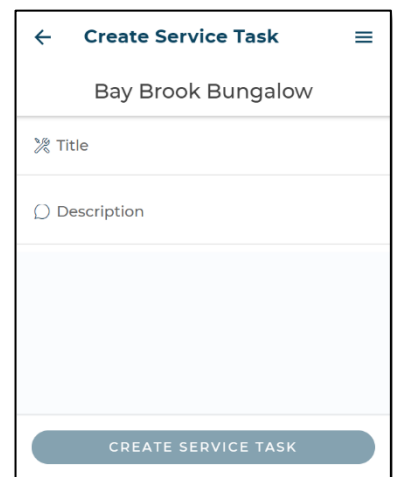 Create Service Task
Bay Brook Bungalow
Title
Description
CREATE SERVICE TASK